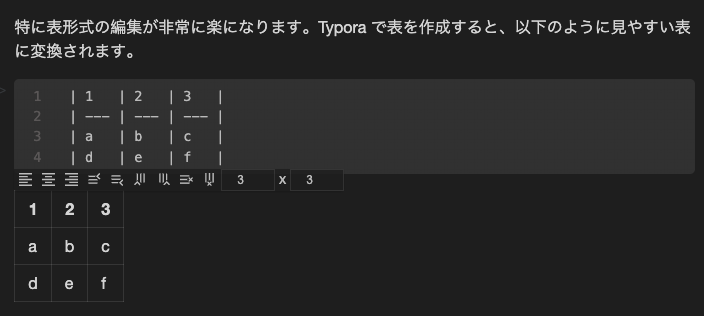 特に表形式の編集が非常に楽になります。Typora で表を作成すると、以下のように見やすい表
に変換されます。
1 | 1 | 2 | 3 |
2 | --- | --- | --- |
3 | a | b | c |
4 | d | e | f |
3 x 3
1 2 3
a b c
d e f